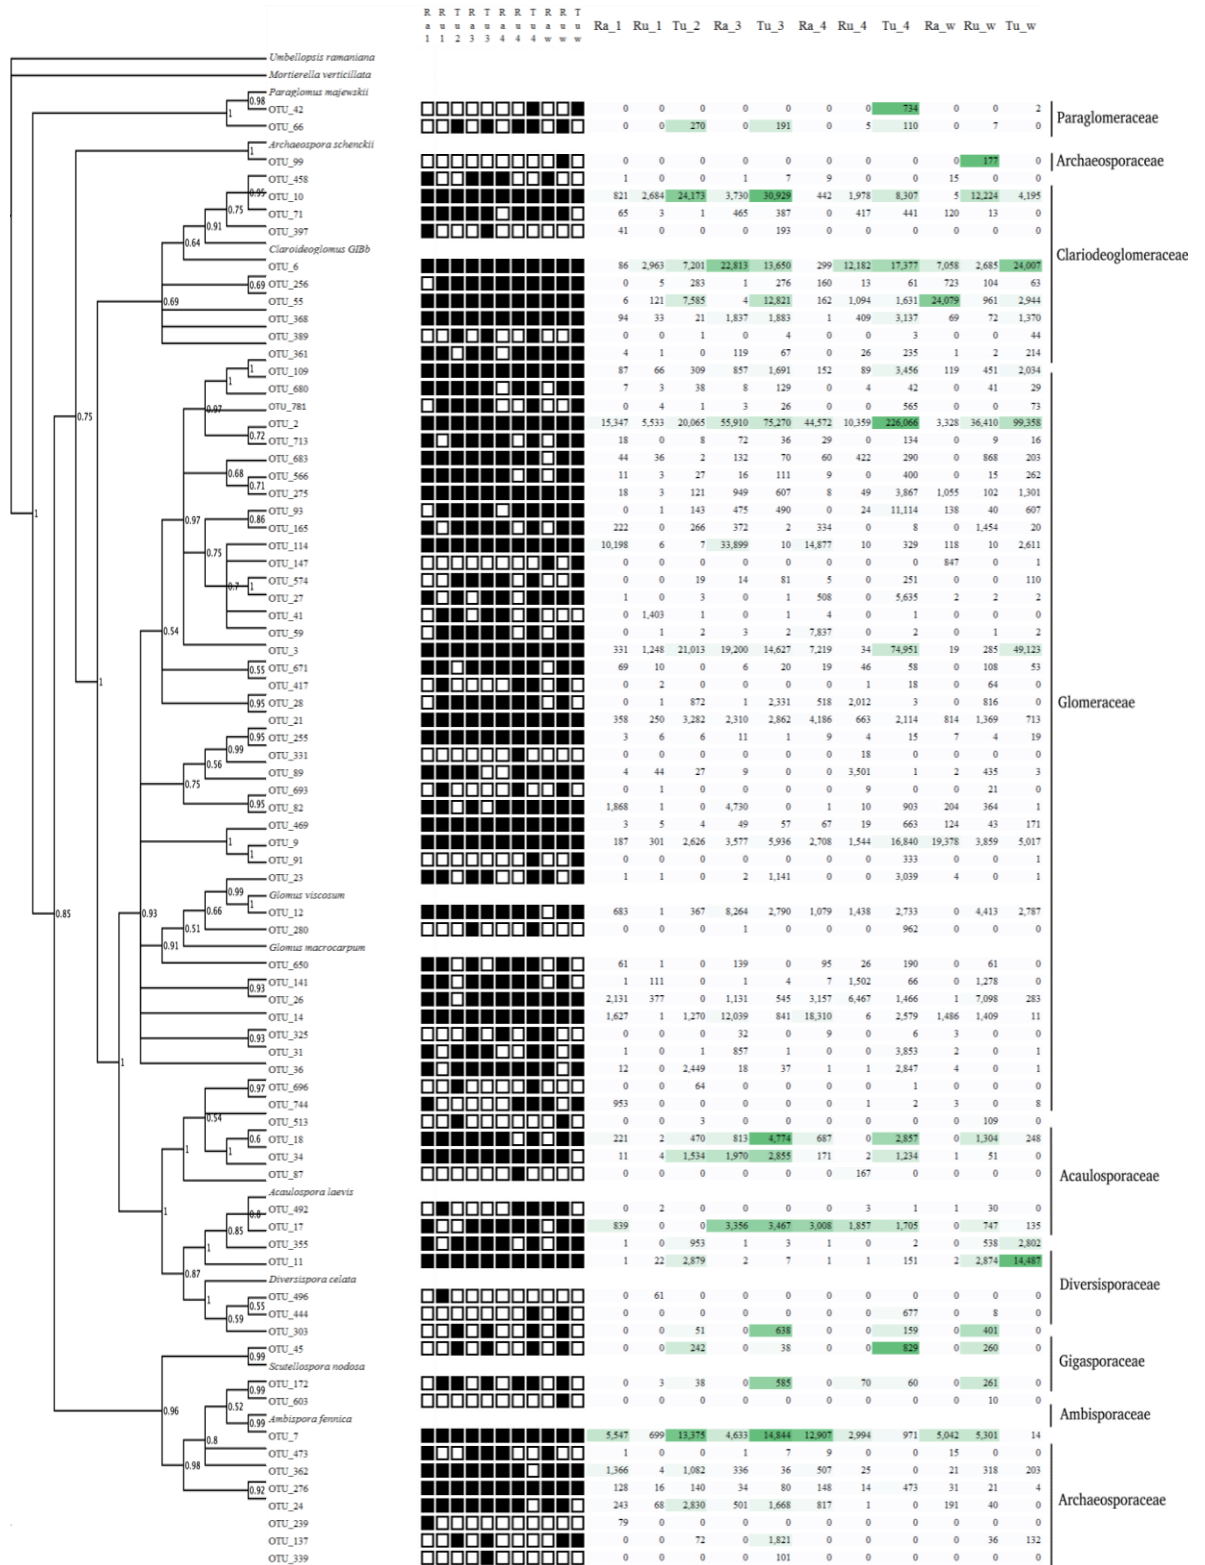 R R T R T R R T R R T
a u u a u a u u a u u
1 1 2 3 3 4 4 4 w w w
Ra_1 Ru_1 Tu_2 Ra_3 Tu_3 Ra_4 Ru_4 Tu_4 Ra_w Ru_w Tu_w
Umbellopsis ramaniana
Mortierella verticillata
Paraglomus majewskii
OTU_42 0 0 0 0 0 0 0 734 0 0 2
OTU_66 0 0 270 0 191 0 5 110 0 7 0
Paraglomeraceae
Archaeospora schenckii
OTU_99 0 0 0 0 0 0 0 0 0 177 0
Archaeosporaceae
OTU_458 1 0 0 1 7 9 0 0 15 0 0
OTU_10 821 2,684 24,173 3,730 30,929 442 1,978 8,307 5 12,224 4,195
OTU_71 65 3 1 465 387 0 417 441 120 13 0
OTU_397 41 0 0 0 193 0 0 0 0 0 0
Claroideoglomus GIBb
Clariodeoglomeraceae
OTU_6 86 2,963 7,201 22,813 13,650 299 12,182 17,377 7,058 2,685 24,007
OTU_256 0 5 283 1 276 160 13 61 723 104 63
OTU_55 6 121 7,585 4 12,821 162 1,094 1,631 24,079 961 2,944
OTU_368 94 33 21 1,837 1,883 1 409 3,137 69 72 1,370
OTU_389 0 0 1 0 4 0 0 3 0 0 44
OTU_361 4 1 0 119 67 0 26 235 1 2 214
OTU_109 87 66 309 857 1,691 152 89 3,456 119 451 2,034
OTU_680 7 3 38 8 129 0 4 42 0 41 29
OTU_781 0 4 1 3 26 0 0 565 0 0 73
OTU_2 15,347 5,533 20,065 55,910 75,270 44,572 10,359 226,066 3,328 36,410 99,358
OTU_713 18 0 8 72 36 29 0 134 0 9 16
OTU_683 44 36 2 132 70 60 422 290 0 868 203
OTU_566 11 3 27 16 111 9 0 400 0 15 262
OTU_275 18 3 121 949 607 8 49 3,867 1,055 102 1,301
OTU_93 0 1 143 475 490 0 24 11,114 138 40 607
OTU_165 222 0 266 372 2 334 0 8 0 1,454 20
OTU_114 10,198 6 7 33,899 10 14,877 10 329 118 10 2,611
OTU_147 0 0 0 0 0 0 0 0 847 0 1
OTU_574 0 0 19 14 81 5 0 251 0 0 110
OTU_27 1 0 3 0 1 508 0 5,635 2 2 2
OTU_41 0 1,403 1 0 1 4 0 1 0 0 0
OTU_59 0 1 2 3 2 7,837 0 2 0 1 2
OTU_3 331 1,248 21,013 19,200 14,627 7,219 34 74,951 19 285 49,123
OTU_671 69 10 0 6 20 19 46 58 0 108 53
OTU_417 0 2 0 0 0 0 1 18 0 64 0
OTU_28 0 1 872 1 2,331 518 2,012 3 0 816 0
Glomeraceae
OTU_21 358 250 3,282 2,310 2,862 4,186 663 2,114 814 1,369 713
OTU_255 3 6 6 11 1 9 4 15 7 4 19
OTU_331 0 0 0 0 0 0 18 0 0 0 0
OTU_89 4 44 27 9 0 0 3,501 1 2 435 3
OTU_693 0 1 0 0 0 0 9 0 0 21 0
OTU_82 1,868 1 0 4,730 0 1 10 903 204 364 1
OTU_469 3 5 4 49 57 67 19 663 124 43 171
OTU_9 187 301 2,626 3,577 5,936 2,708 1,544 16,840 19,378 3,859 5,017
OTU_91 0 0 0 0 0 0 0 333 0 0 1
OTU_23 1 1 0 2 1,141 0 0 3,039 4 0 1
Glomus viscosum
OTU_12 683 1 367 8,264 2,790 1,079 1,438 2,733 0 4,413 2,787
OTU_280 0 0 0 1 0 0 0 962 0 0 0
Glomus macrocarpum
OTU_650 61 1 0 139 0 95 26 190 0 61 0
OTU_141 1 111 0 1 4 7 1,502 66 0 1,278 0
OTU_26 2,131 377 0 1,131 545 3,157 6,467 1,466 1 7,098 283
OTU_14 1,627 1 1,270 12,039 841 18,310 6 2,579 1,486 1,409 11
OTU_325 0 0 0 32 0 9 0 6 3 0 0
OTU_31 1 0 1 857 1 0 0 3,853 2 0 1
OTU_36 12 0 2,449 18 37 1 1 2,847 4 0 1
OTU_696 0 0 64 0 0 0 0 1 0 0 0
OTU_744 953 0 0 0 0 0 1 2 3 0 8
OTU_513 0 0 3 0 0 0 0 0 0 109 0
OTU_18 221 2 470 813 4,774 687 0 2,857 0 1,304 248
OTU_34 11 4 1,534 1,970 2,855 171 2 1,234 1 51 0
OTU_87 0 0 0 0 0 0 167 0 0 0 0
Acaulosporaceae
Acaulospora laevis
OTU_492 0 2 0 0 0 0 3 1 1 30 0
OTU_17 839 0 0 3,356 3,467 3,008 1,857 1,705 0 747 135
OTU_355 1 0 953 1 3 1 0 2 0 538 2,802
OTU_11 1 22 2,879 2 7 1 1 151 2 2,874 14,487
Diversispora celata
Diversisporaceae
OTU_496 0 61 0 0 0 0 0 0 0 0 0
OTU_444 0 0 0 0 0 0 0 677 0 8 0
OTU_303 0 0 51 0 638 0 0 159 0 401 0
OTU_45 0 0 242 0 38 0 0 829 0 260 0
Scutellospora nodosa
Gigasporaceae
OTU_172 0 3 38 0 585 0 70 60 0 261 0
OTU_603 0 0 0 0 0 0 0 0 0 10 0
Ambispora fennica
Ambisporaceae
OTU_7 5,547 699 13,375 4,633 14,844 12,907 2,994 971 5,042 5,301 14
OTU_473 1 0 0 1 7 9 0 0 15 0 0
OTU_362 1,366 4 1,082 336 36 507 25 0 21 318 203
OTU_276 128 16 140 34 80 148 14 473 31 21 4
OTU_24 243 68 2,830 501 1,668 817 1 0 191 40 0
Archaeosporaceae
OTU_239 79 0 0 0 0 0 0 0 0 0 0
OTU_137 0 0 72 0 1,821 0 0 0 0 36 132
OTU_339 0 0 0 0 101 0 0 0 0 0 0
0.98
1
1
0.95
0.75
0.91
0.64
0.69
0.69
1
1
0.97
0.75
0.72
0.68
0.71
1
0.97
0.86
0.75
0.7
1
0.54
0.55
1
0.95
0.95
0.99
0.56
0.75
0.95
1
1
0.99
1
0.66
0.85
0.93
0.51
0.91
0.93
0.93
1
0.97
0.54
0.6
1
1
1
0.8
0.85
1
0.87
1
0.55
0.59
0.99
0.99
0.96
0.52
0.99
0.8
0.98
0.92